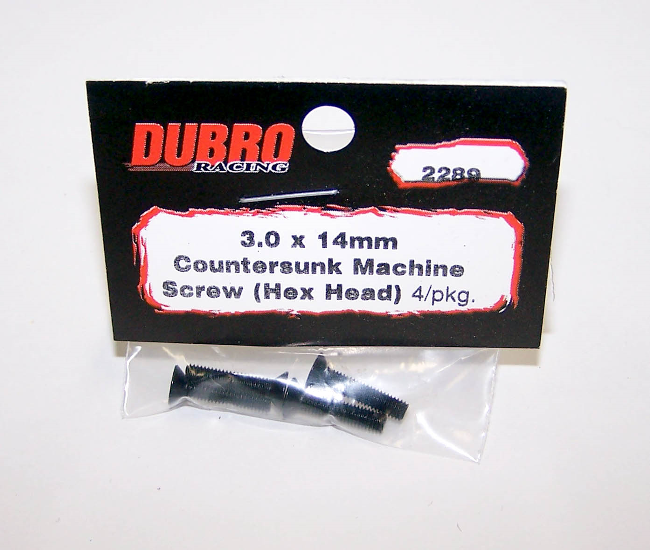 DUBRO
RACING
2289
3.0 x 14mm
Countersunk Machine
Screw (Hex Head) 4/pkg.